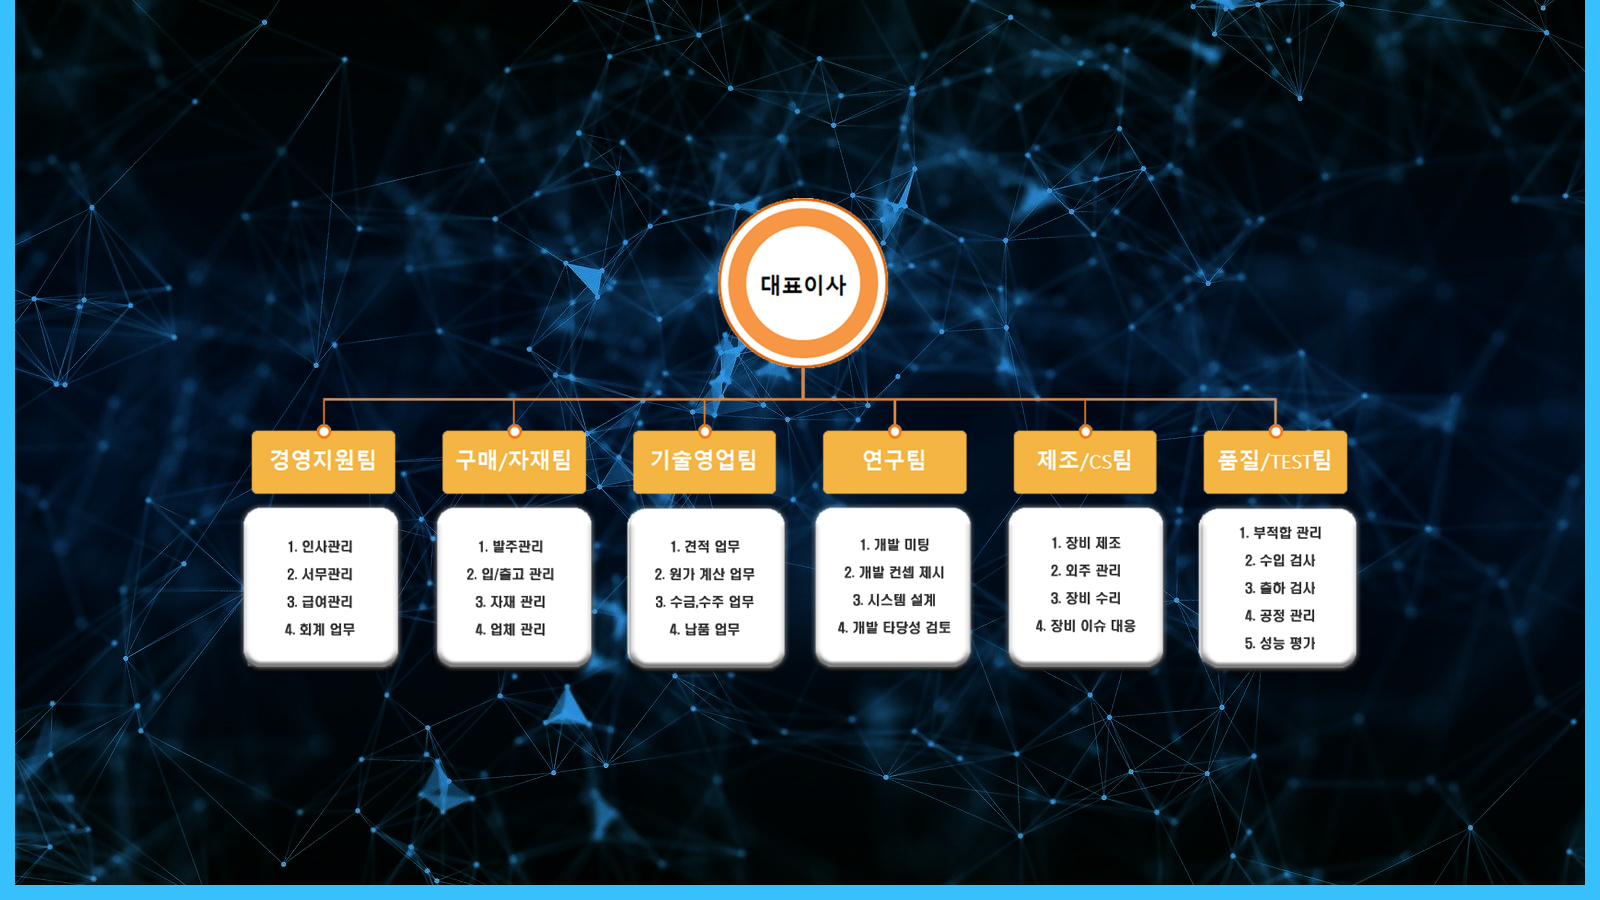 대표이사
경영지원팀
1. 인사관리
2. 서무관리
3. 급여관리
4. 회계 업무
구매/자재팀
1. 발주관리
2. 입/출고 관리
3. 자재 관리
4. 업체 관리
기술영업팀
1. 견적 업무
2. 원가 계산 업무
3. 수금,수주 업무
4. 납품 업무
연구팀
1. 개발 미팅
2. 개발 컨셉 제시
3. 시스템 설계
4. 개발 타당성 검토
제조/CS팀
1. 장비 제조
2. 외주 관리
3. 장비 수리
4. 장비 이슈 대응
품질/TEST팀
1. 부적합 관리
2. 수입 검사
3. 출하 검사
4. 공정 관리
5. 성능 평가